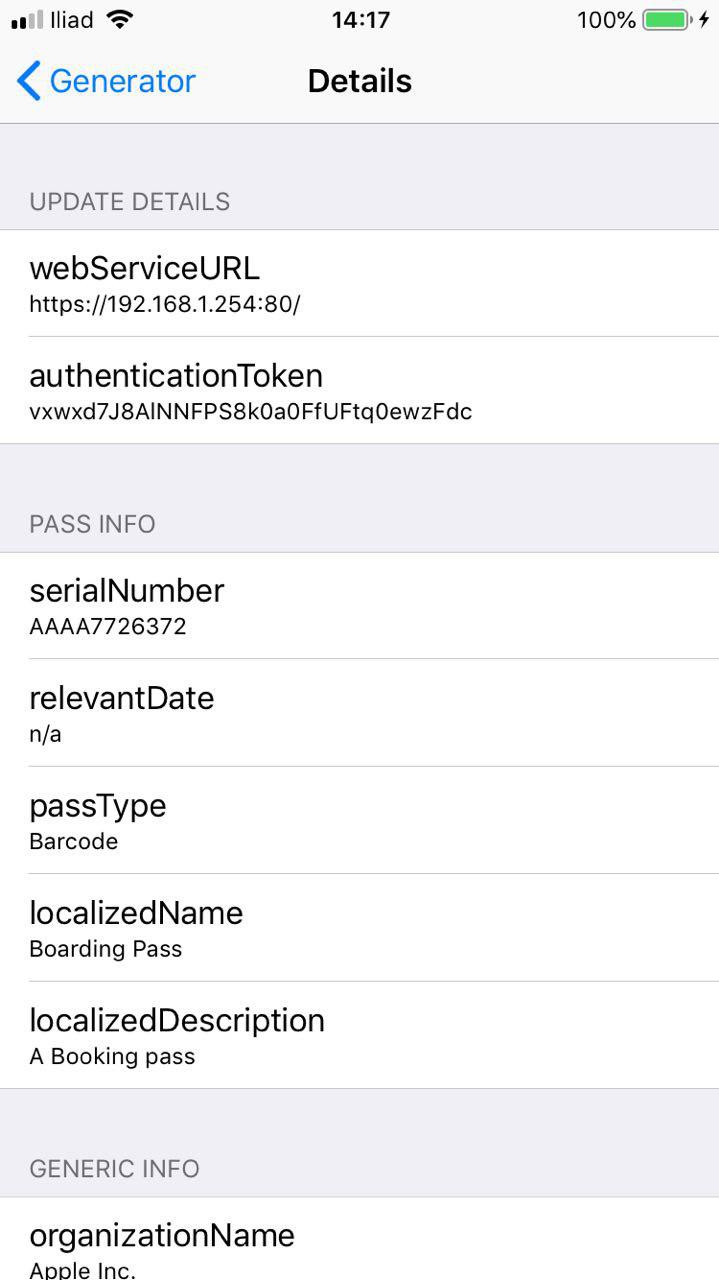 Iliad 14:17 100%
Generator Details
UPDATE DETAILS
webServiceURL
https://192.168.1.254:80/
authenticationToken
vxwxd7J8AlNNFPS8k0a0FfUFtq0ewzFdc
PASS INFO
serialNumber
AAAA7726372
relevantDate
n/a
passType
Barcode
localizedName
Boarding Pass
localizedDescription
A Booking pass
GENERIC INFO
organizationName
Apple Inc.